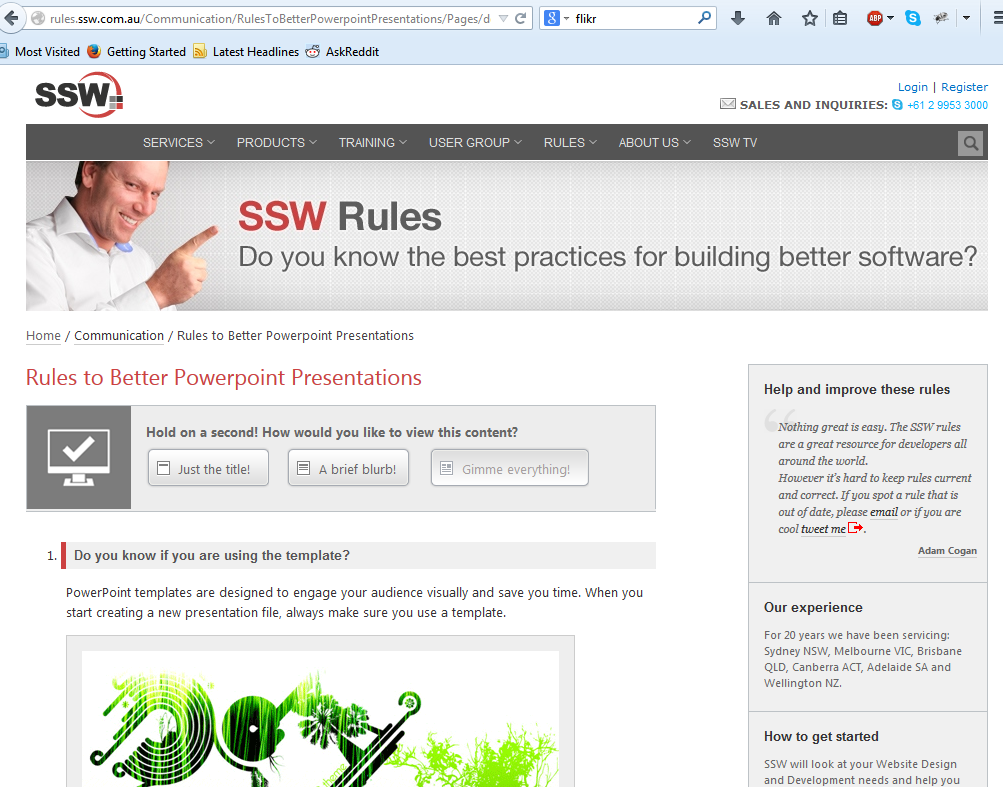 rules.ssw.com.au/Communication/RulesToBetterPowerpointPresentations/Pages/d
flikr
ABP
Most Visited
Getting Started
Latest Headlines
AskReddit
SSW
Login | Register
SALES AND INQUIRIES: +61 2 9953 3000
SERVICES PRODUCTS TRAINING USER GROUP RULES ABOUT US SSW TV
SSW Rules
Do you know the best practices for building better software?
Home / Communication / Rules to Better Powerpoint Presentations
Rules to Better Powerpoint Presentations
Hold on a second! How would you like to view this content?
Just the title!
A brief blurb!
Gimme everything!
1. Do you know if you are using the template?
PowerPoint templates are designed to engage your audience visually and save you time. When you
start creating a new presentation file, always make sure you use a template.
Help and improve these rules
Nothing great is easy. The SSW rules
are a great resource for developers all
around the world.
However it's hard to keep rules current
and correct. If you spot a rule that is
out of date, please email or if you are
cool tweet me.
Adam Cogan
Our experience
For 20 years we have been servicing:
Sydney NSW, Melbourne VIC, Brisbane
QLD, Canberra ACT, Adelaide SA and
Wellington NZ.
How to get started
SSW will look at your Website Design
and Development needs and help you